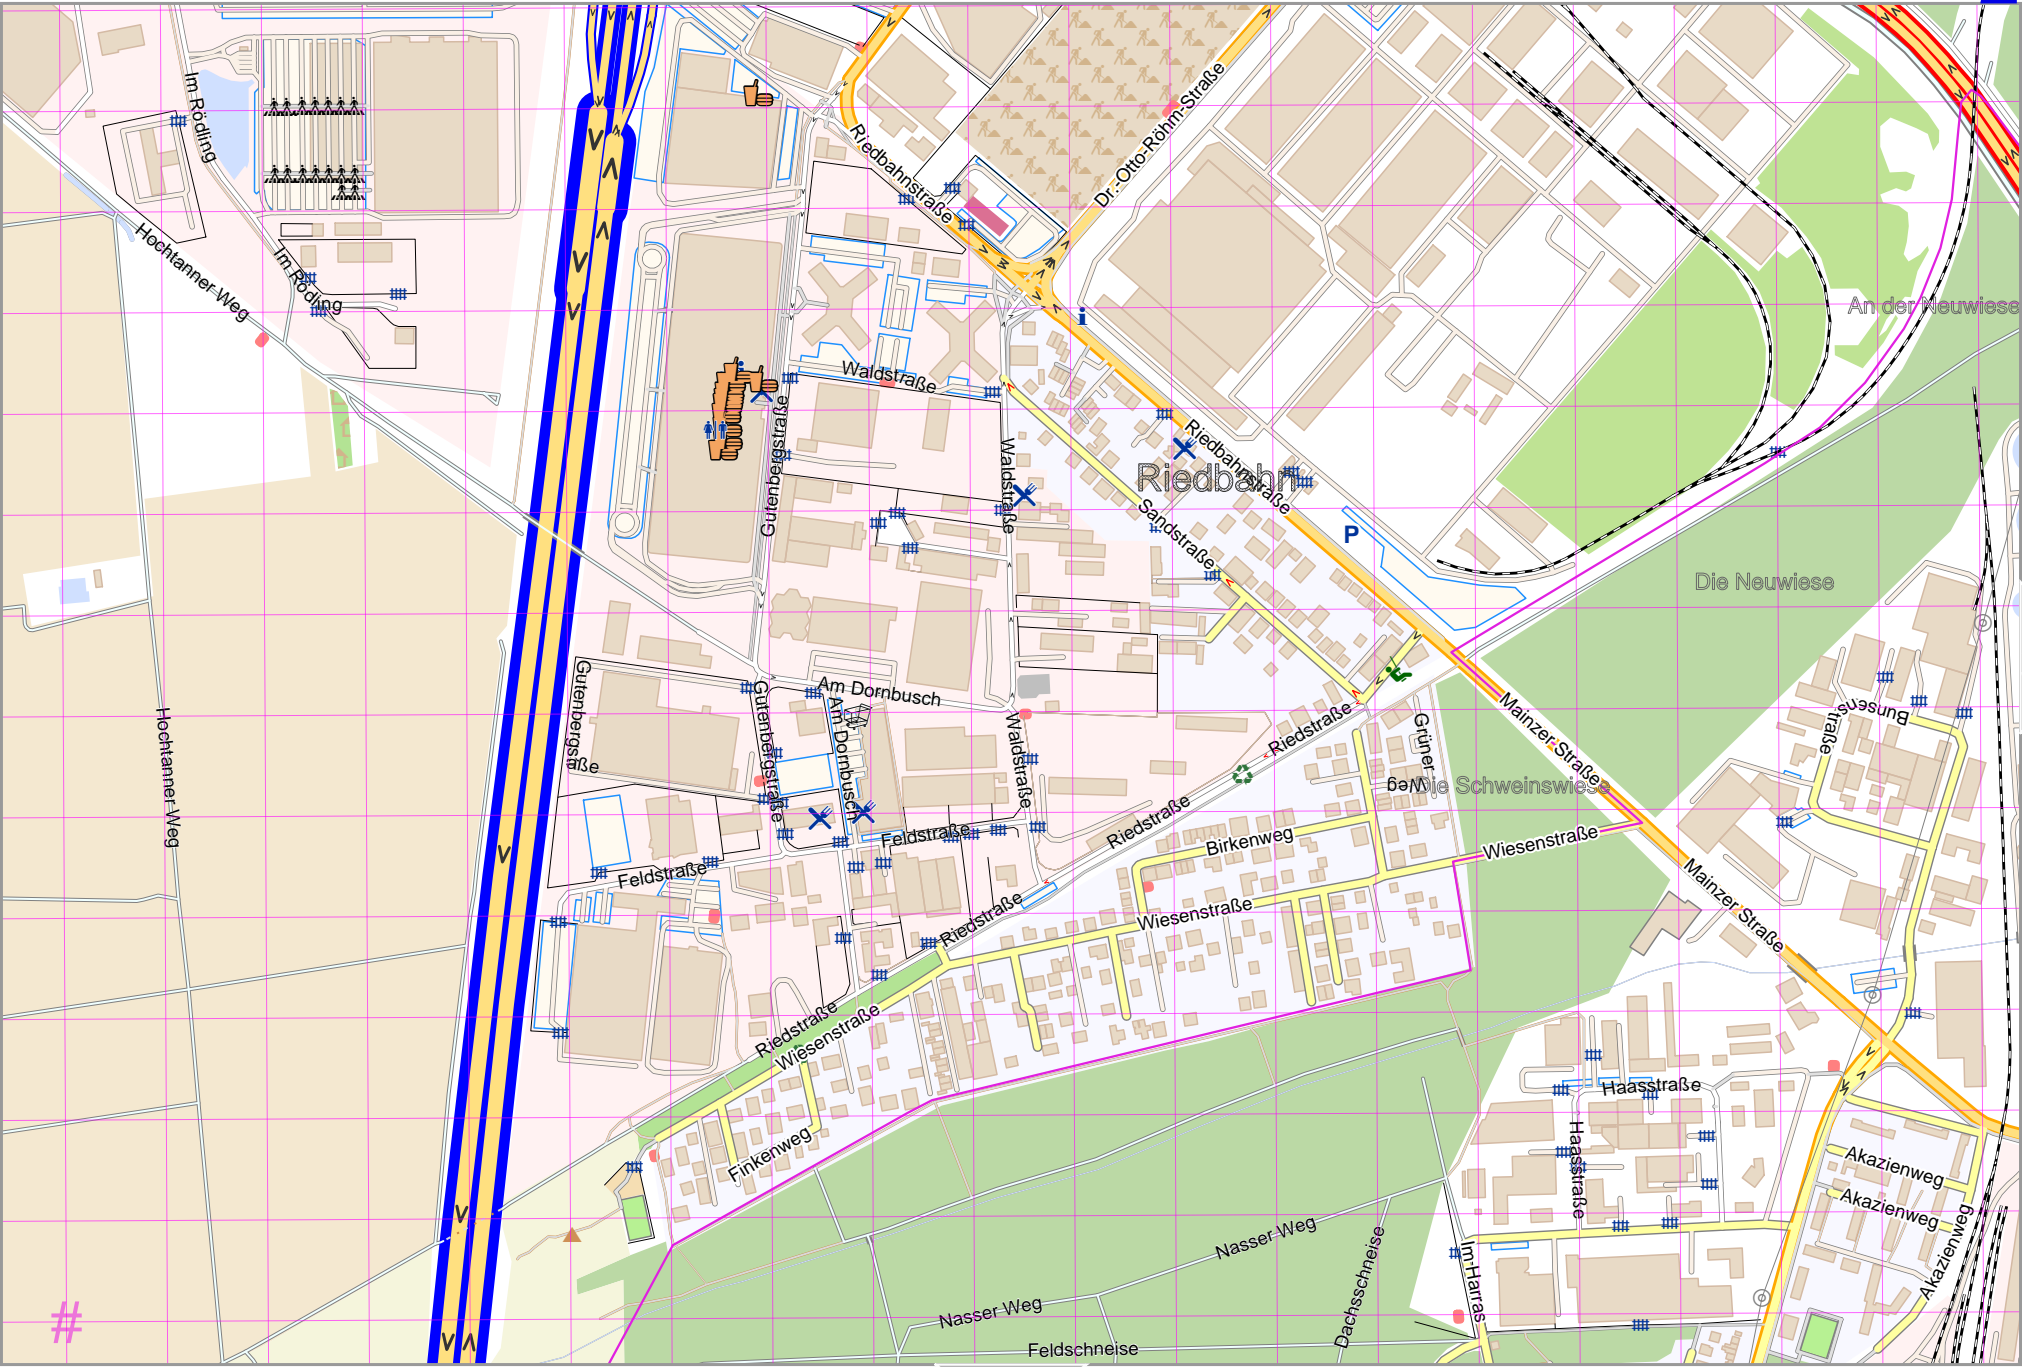 Im Rödling
Riedbahnstraße
Dr.-Otto-Röhm-Straße
Hochtanner Weg
Im Röding
An der Neuwiese
i
Waldstraße
Gutenbergstraße
Waldstraße
Riedbahnstraße
Riedbahn
Sandstraße
P
Die Neuwiese
Gutenbergstraße
Gutenbergstraße
Am Dornbusch
Am Dornbusch
Waldstraße
Riedstraße
Grüner
Weg
Mainzer Straße
Bunsens
straße
Die Schweinswiese
Hochtanner Weg
Riedstraße
Feldstraße
Birkenweg
Wiesenstraße
Feldstraße
Mainzer Straße
Riedstraße
Wiesenstraße
Riedstraße
Wiesenstraße
Haasstraße
Haasstraße
Finkenweg
Akazienweg
Akazienweg
Akazienweg
Nasser Weg
Dachsschneise
Im Harras
Nasser Weg
#
Feldschneise